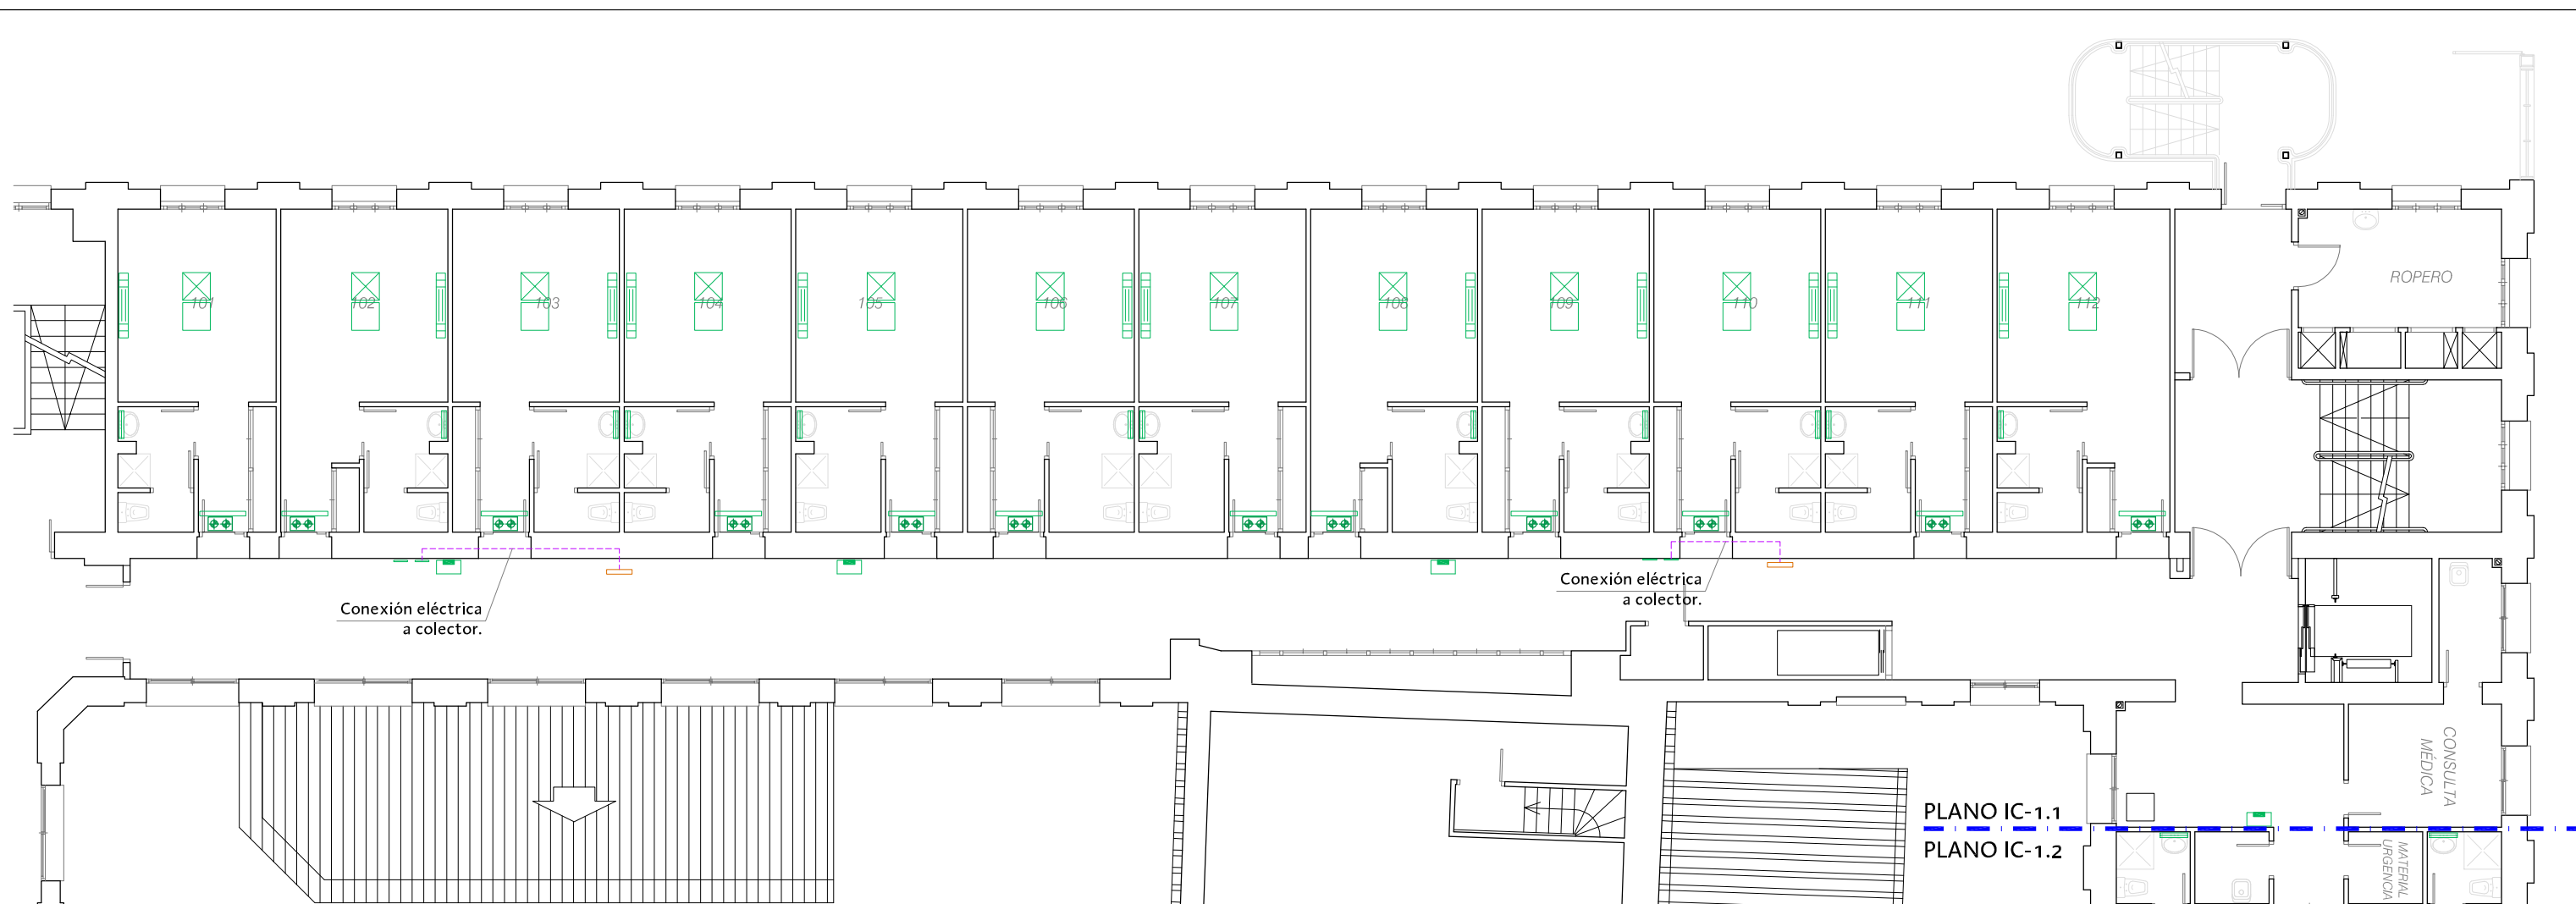 101
102
103
104
105
106
107
108
109
110
111
112
ROPERO
Conexión eléctrica
a colector.
Conexión eléctrica
a colector.
CONSULTA
MÉDICA
PLANO IC-1.1
PLANO IC-1.2
MATERIAL
URGENCIA